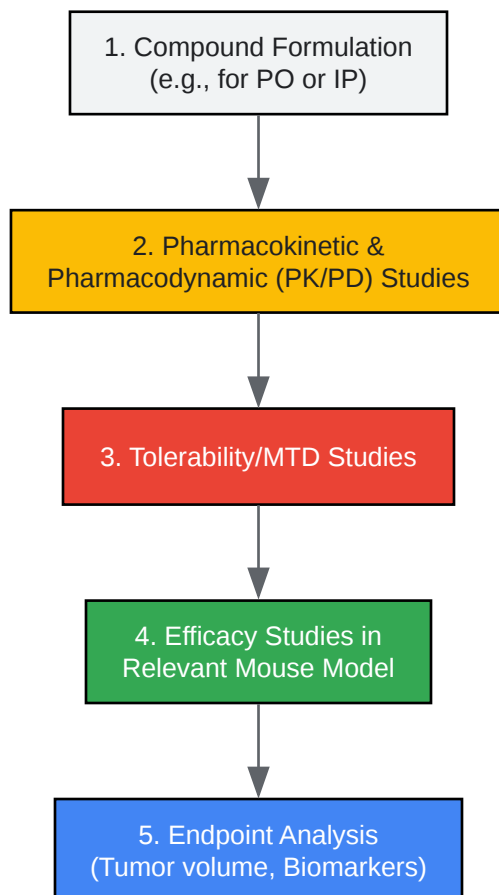 1. Compound Formulation
(e.g., for PO or IP)
2. Pharmacokinetic &
Pharmacodynamic (PK/PD) Studies
3. Tolerability/MTD Studies
4. Efficacy Studies in
Relevant Mouse Model
5. Endpoint Analysis
(Tumor volume, Biomarkers)